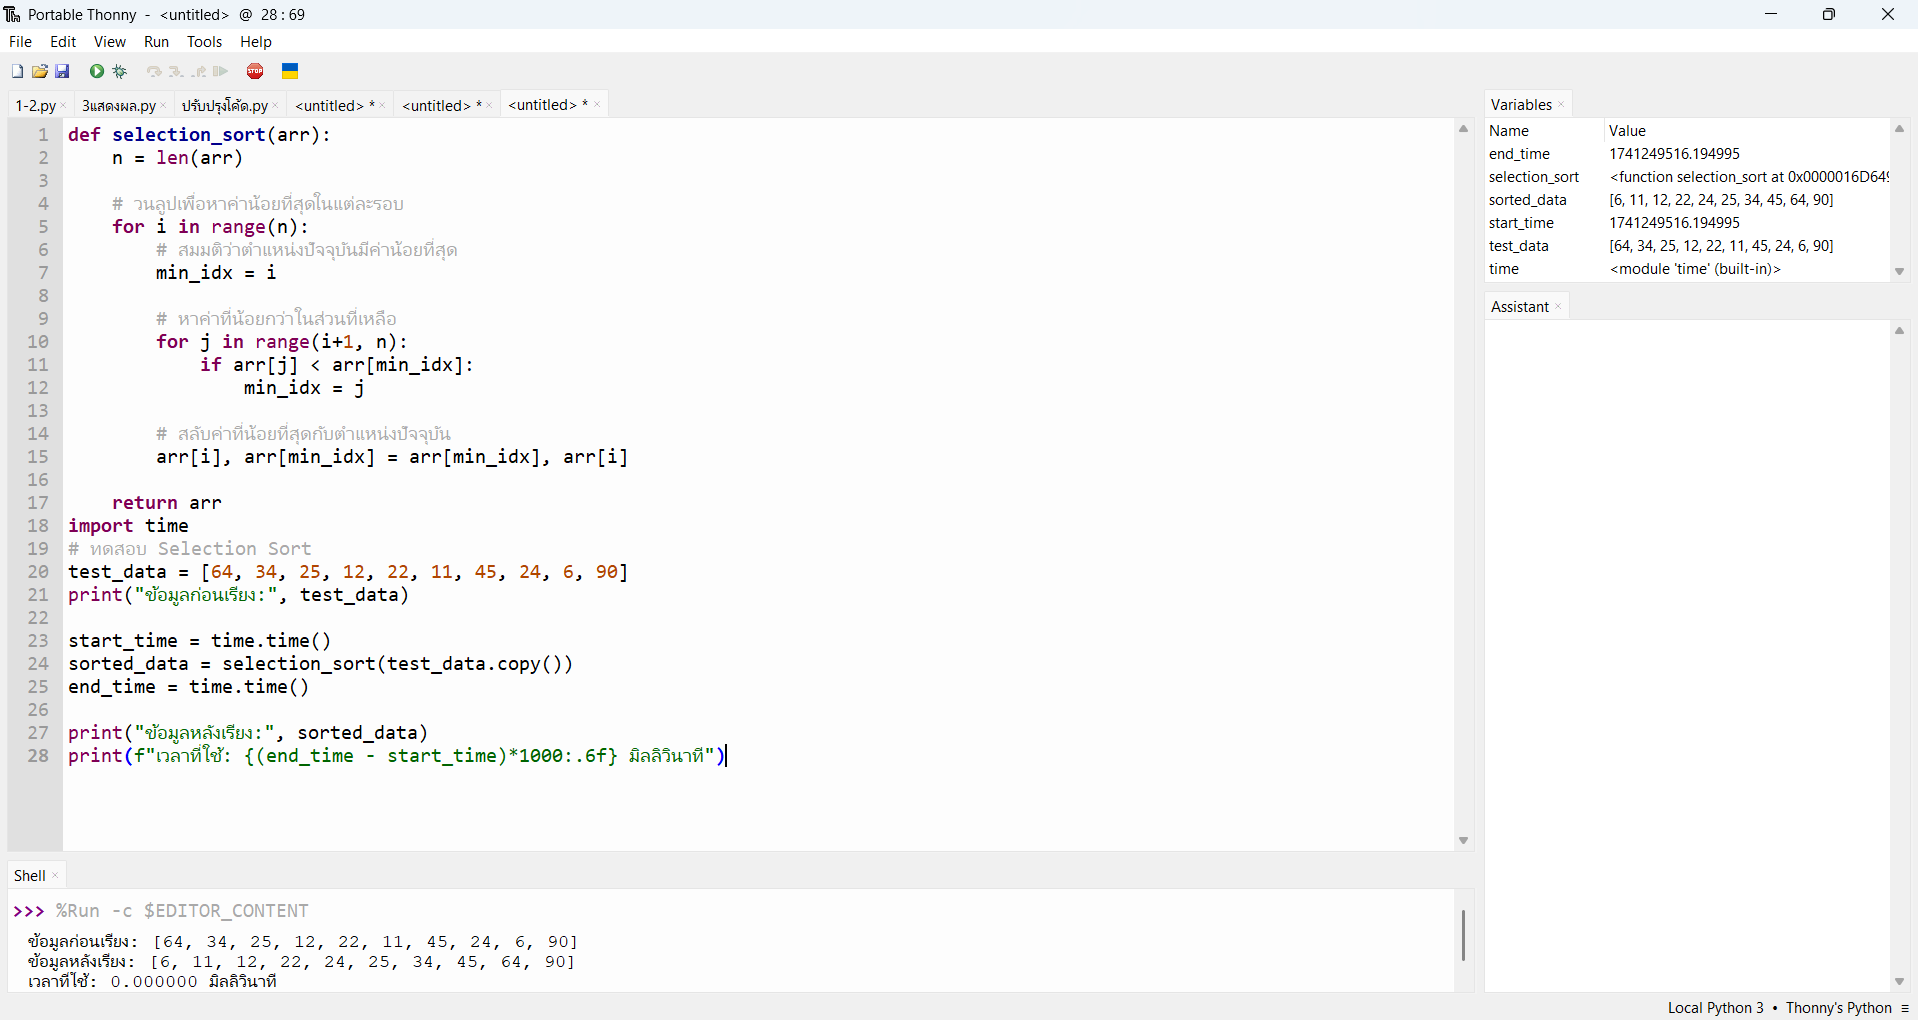 Portable Thonny - <untitled> @ 28:69
File Edit View Run Tools Help
STOP
1-2.py 3แสดงผล.py ปรับปรุงโค้ด.py <untitled> * <untitled> * <untitled> *
1 def selection_sort(arr):
2     n = len(arr)
3
4     # วนลูปเพื่อหาค่าน้อยที่สุดในแต่ละรอบ
5     for i in range(n):
6         # สมมติว่าตำแหน่งปัจจุบันมีค่าน้อยที่สุด
7         min_idx = i
8
9         # หาค่าที่น้อยกว่าในส่วนที่เหลือ
10         for j in range(i+1, n):
11             if arr[j] < arr[min_idx]:
12                 min_idx = j
13
14         # สลับค่าที่น้อยที่สุดกับตำแหน่งปัจจุบัน
15         arr[i], arr[min_idx] = arr[min_idx], arr[i]
16
17     return arr
18 import time
19 # ทดสอบ Selection Sort
20 test_data = [64, 34, 25, 12, 22, 11, 45, 24, 6, 90]
21 print("ข้อมูลก่อนเรียง:", test_data)
22
23 start_time = time.time()
24 sorted_data = selection_sort(test_data.copy())
25 end_time = time.time()
26
27 print("ข้อมูลหลังเรียง:", sorted_data)
28 print(f"เวลาที่ใช้: {(end_time - start_time)*1000:.6f} มิลลิวินาที")
Shell
>>> %Run -c $EDITOR_CONTENT
ข้อมูลก่อนเรียง: [64, 34, 25, 12, 22, 11, 45, 24, 6, 90]
ข้อมูลหลังเรียง: [6, 11, 12, 22, 24, 25, 34, 45, 64, 90]
เวลาที่ใช้: 0.000000 มิลลิวินาที
Variables
Name Value
end_time 1741249516.194995
selection_sort <function selection_sort at 0x0000016D649
sorted_data [6, 11, 12, 22, 24, 25, 34, 45, 64, 90]
start_time 1741249516.194995
test_data [64, 34, 25, 12, 22, 11, 45, 24, 6, 90]
time <module 'time' (built-in)>
Assistant
Local Python 3 • Thonny's Python